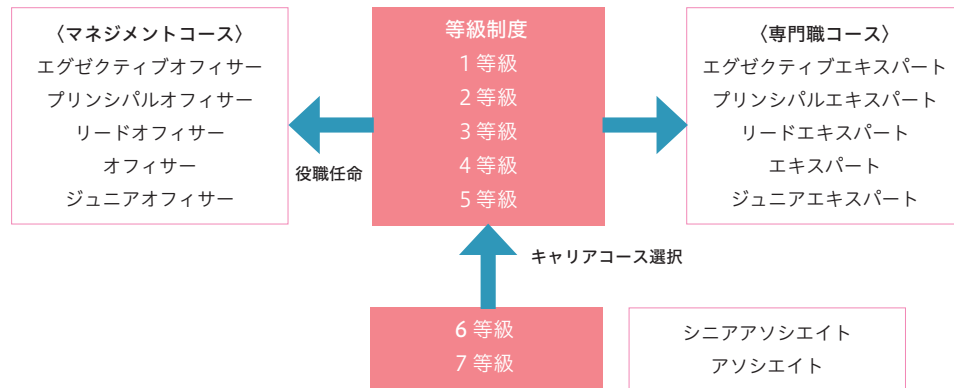 〈マネジメントコース〉
エグゼクティブオフィサー
プリンシパルオフィサー
リードオフィサー
オフィサー
ジュニアオフィサー
役職任命
等級制度
1 等級
2 等級
3 等級
4 等級
5 等級
〈専門職コース〉
エグゼクティブエキスパート
プリンシパルエキスパート
リードエキスパート
エキスパート
ジュニアエキスパート
キャリアコース選択
6 等級
7 等級
シニアアソシエイト
アソシエイト